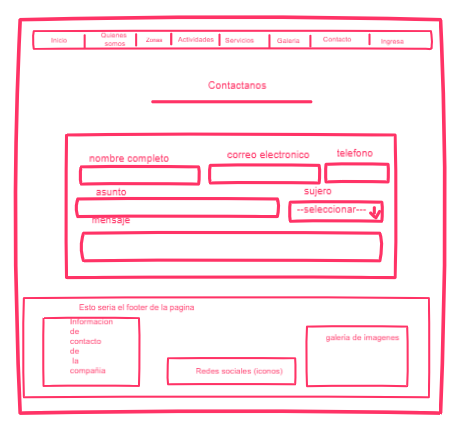 Inicio
Quienes
somos
Zonas
Actividades
Servicios
Galeria
Contacto
Ingresa
Contactanos
nombre completo
correo electronico
telefono
asunto
sujero
--seleccionar---
mensaje
Esto seria el footer de la pagina
Informacion
de
contacto
de
la
compañia
Redes sociales (iconos)
galeria de imagenes